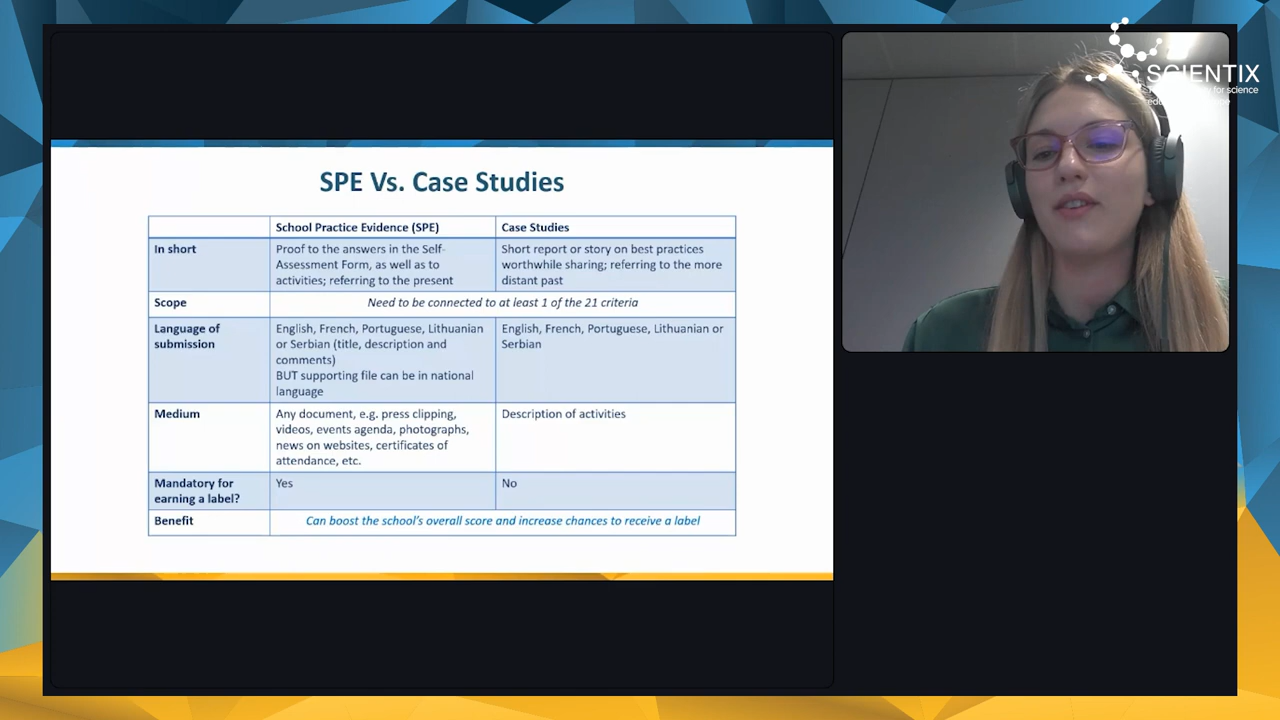 SPE Vs. Case Studies
School Practice Evidence (SPE)
Case Studies
In short
Proof to the answers in the Self-
Assessment Form, as well as to
activities; referring to the present
Short report or story on best practices
worthwhile sharing; referring to the more
distant past
Scope
Need to be connected to at least 1 of the 21 criteria
Language of
submission
English, French, Portuguese, Lithuanian
or Serbian (title, description and
comments)
BUT supporting file can be in national
language
English, French, Portuguese, Lithuanian or
Serbian
Medium
Any document, e.g. press clipping,
videos, events agenda, photographs,
news on websites, certificates of
attendance, etc.
Description of activities
Mandatory for
earning a label?
Yes
No
Benefit
Can boost the school's overall score and increase chances to receive a label
SCIENTIX
for science